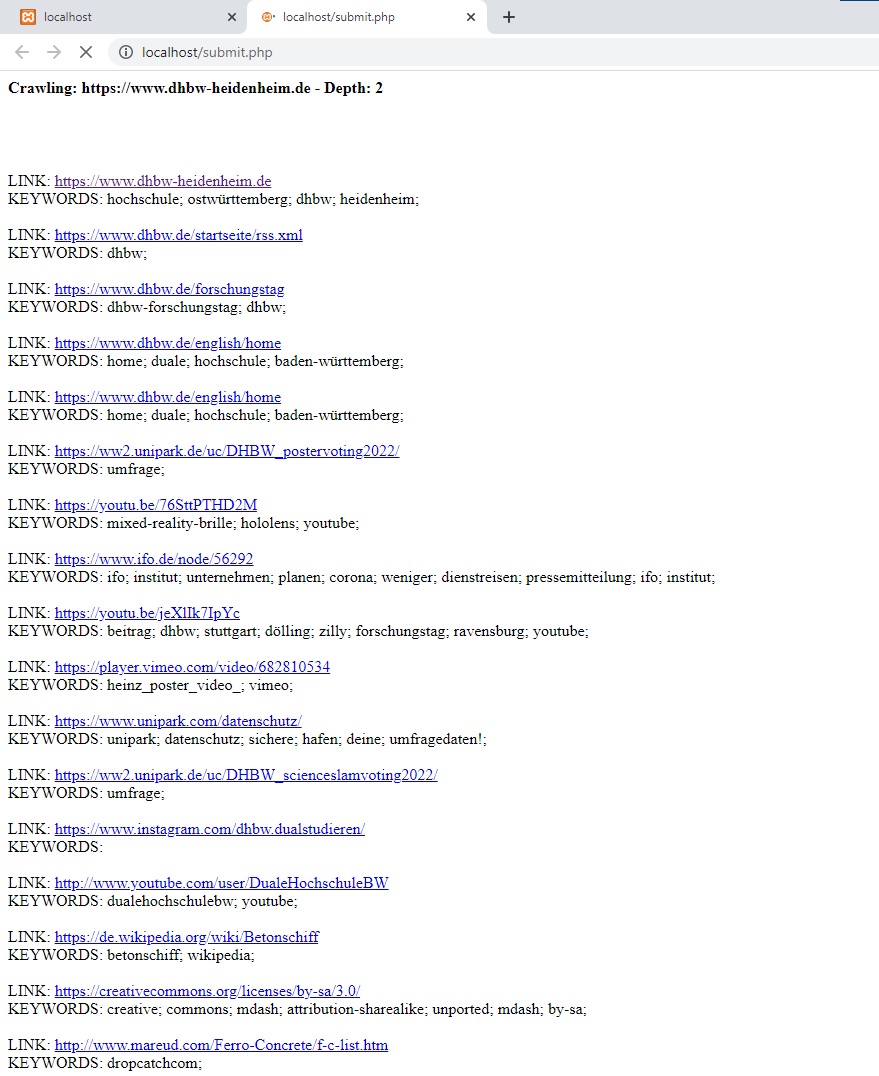 localhost
localhost/submit.php
localhost/submit.php
Crawling: https://www.dhbw-heidenheim.de - Depth: 2
LINK: https://www.dhbw-heidenheim.de
KEYWORDS: hochschule; ostwürttemberg; dhbw; heidenheim;
LINK: https://www.dhbw.de/startseite/rss.xml
KEYWORDS: dhbw;
LINK: https://www.dhbw.de/forschungstag
KEYWORDS: dhbw-forschungstag; dhbw;
LINK: https://www.dhbw.de/english/home
KEYWORDS: home; duale; hochschule; baden-württemberg;
LINK: https://www.dhbw.de/english/home
KEYWORDS: home; duale; hochschule; baden-württemberg;
LINK: https://ww2.unipark.de/uc/DHBW_postervoting2022/
KEYWORDS: umfrage;
LINK: https://youtu.be/76SttPTHD2M
KEYWORDS: mixed-reality-brille; hololens; youtube;
LINK: https://www.ifo.de/node/56292
KEYWORDS: ifo; institut; unternehmen; planen; corona; weniger; dienstreisen; pressemitteilung; ifo; institut;
LINK: https://youtu.be/jeXlIk7IpYc
KEYWORDS: beitrag; dhbw; stuttgart; dölling; zilly; forschungstag; ravensburg; youtube;
LINK: https://player.vimeo.com/video/682810534
KEYWORDS: heinz_poster_video_; vimeo;
LINK: https://www.unipark.com/datenschutz/
KEYWORDS: unipark; datenschutz; sichere; hafen; deine; umfragedaten!;
LINK: https://ww2.unipark.de/uc/DHBW_scienceslamvoting2022/
KEYWORDS: umfrage;
LINK: https://www.instagram.com/dhbw.dualstudieren/
KEYWORDS:
LINK: http://www.youtube.com/user/DualeHochschuleBW
KEYWORDS: dualehochschulebw; youtube;
LINK: https://de.wikipedia.org/wiki/Betonschiff
KEYWORDS: betonschiff; wikipedia;
LINK: https://creativecommons.org/licenses/by-sa/3.0/
KEYWORDS: creative; commons; mdash; attribution-sharealike; unported; mdash; by-sa;
LINK: http://www.mareud.com/Ferro-Concrete/f-c-list.htm
KEYWORDS: dropcatchcom;